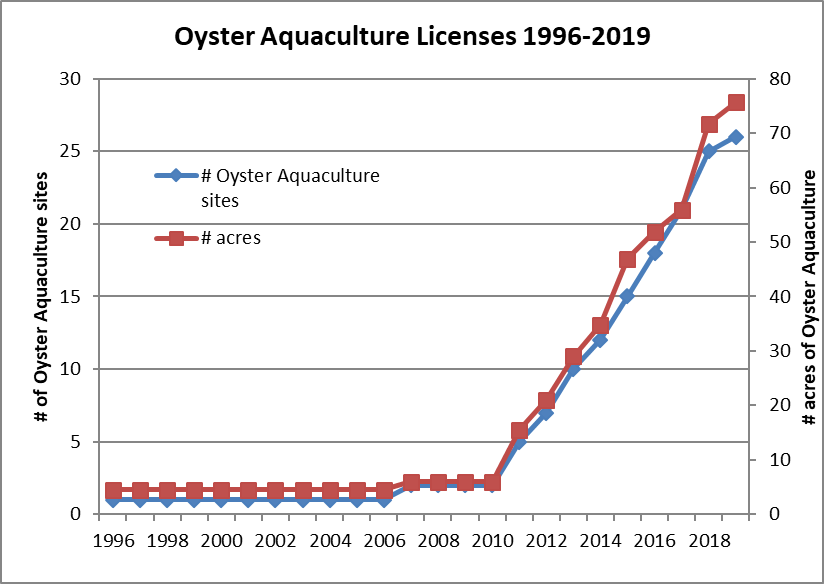 Oyster Aquaculture Licenses 1996-2019
30
25
20
15
10
5
0
# of Oyster Aquaculture sites
# Oyster Aquaculture
sites
# acres
80
70
60
50
40
30
20
10
0
# acres of Oyster Aquaculture
1996 1998 2000 2002 2004 2006 2008 2010 2012 2014 2016 2018